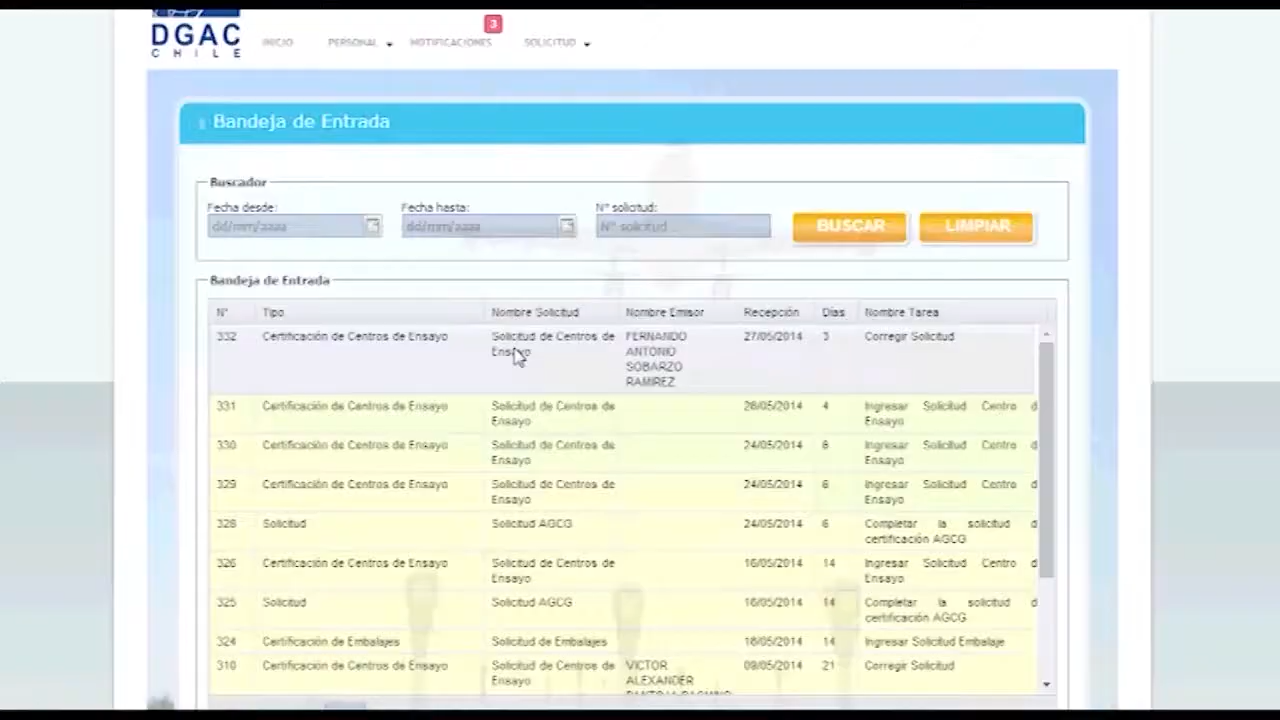 DGAC
CHILE
INICIO PERSONAL NOTIFICACIONES 3 SOLICITUD
Bandeja de Entrada
Buscador
Fecha desde: Fecha hasta: N° solicitud:
dd/mm/aaaa dd/mm/aaaa N° solicitud BUSCAR LIMPIAR
Bandeja de Entrada
N° Tipo Nombre Solicitud Nombre Emisor Recepción Días Nombre Tarea
332 Certificación de Centros de Ensayo Solicitud de Centros de FERNANDO 27/05/2014 3 Corregir Solicitud
Ensayo ANTONIO
SOBARZO
RAMIREZ
331 Certificación de Centros de Ensayo Solicitud de Centros de 26/05/2014 4 Ingresar Solicitud Centro d
Ensayo Ensayo
330 Certificación de Centros de Ensayo Solicitud de Centros de 24/05/2014 6 Ingresar Solicitud Centro d
Ensayo Ensayo
329 Certificación de Centros de Ensayo Solicitud de Centros de 24/05/2014 6 Ingresar Solicitud Centro d
Ensayo Ensayo
328 Solicitud Solicitud AGCG 24/05/2014 6 Completar la solicitud d
certificación AGCG
326 Certificación de Centros de Ensayo Solicitud de Centros de 16/05/2014 14 Ingresar Solicitud Centro d
Ensayo Ensayo
325 Solicitud Solicitud AGCG 16/05/2014 14 Completar la solicitud d
certificación AGCG
324 Certificación de Embalajes Solicitud de Embalajes 16/05/2014 14 Ingresar Solicitud Embalaje
310 Certificación de Centros de Ensayo Solicitud de Centros de VICTOR 09/05/2014 21 Corregir Solicitud
Ensayo ALEXANDER